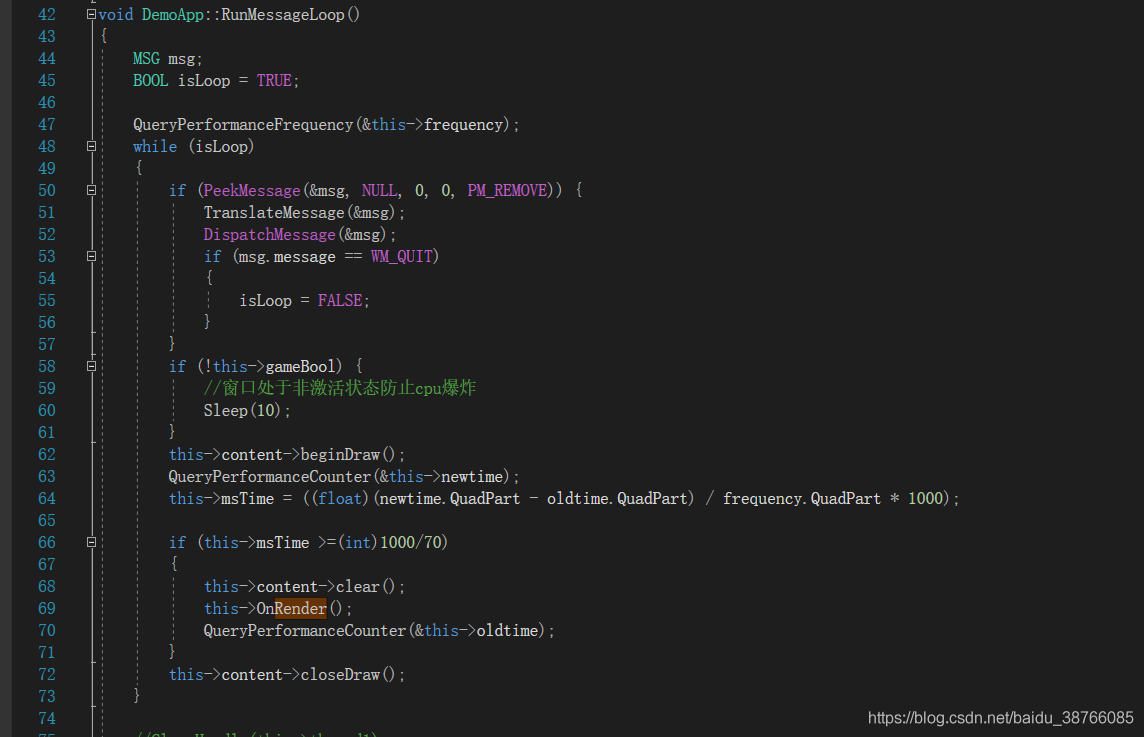 42 void DemoApp::RunMessageLoop()
43 {
44 MSG msg;
45 BOOL isLoop = TRUE;
46
47 QueryPerformanceFrequency(&this->frequency);
48 while (isLoop)
49 {
50 if (PeekMessage(&msg, NULL, 0, 0, PM_REMOVE)) {
51 TranslateMessage(&msg);
52 DispatchMessage(&msg);
53 if (msg.message == WM_QUIT)
54 {
55 isLoop = FALSE;
56 }
57 }
58 if (!this->gameBool) {
59 //窗口处于非激活状态防止cpu爆炸
60 Sleep(10);
61 }
62 this->content->beginDraw();
63 QueryPerformanceCounter(&this->newtime);
64 this->msTime = ((float)(newtime.QuadPart - oldtime.QuadPart) / frequency.QuadPart * 1000);
65
66 if (this->msTime >=(int)1000/70)
67 {
68 this->content->clear();
69 this->OnRender();
70 QueryPerformanceCounter(&this->oldtime);
71 }
72 this->content->closeDraw();
73 }
74
https://blog.csdn.net/baidu_38766085